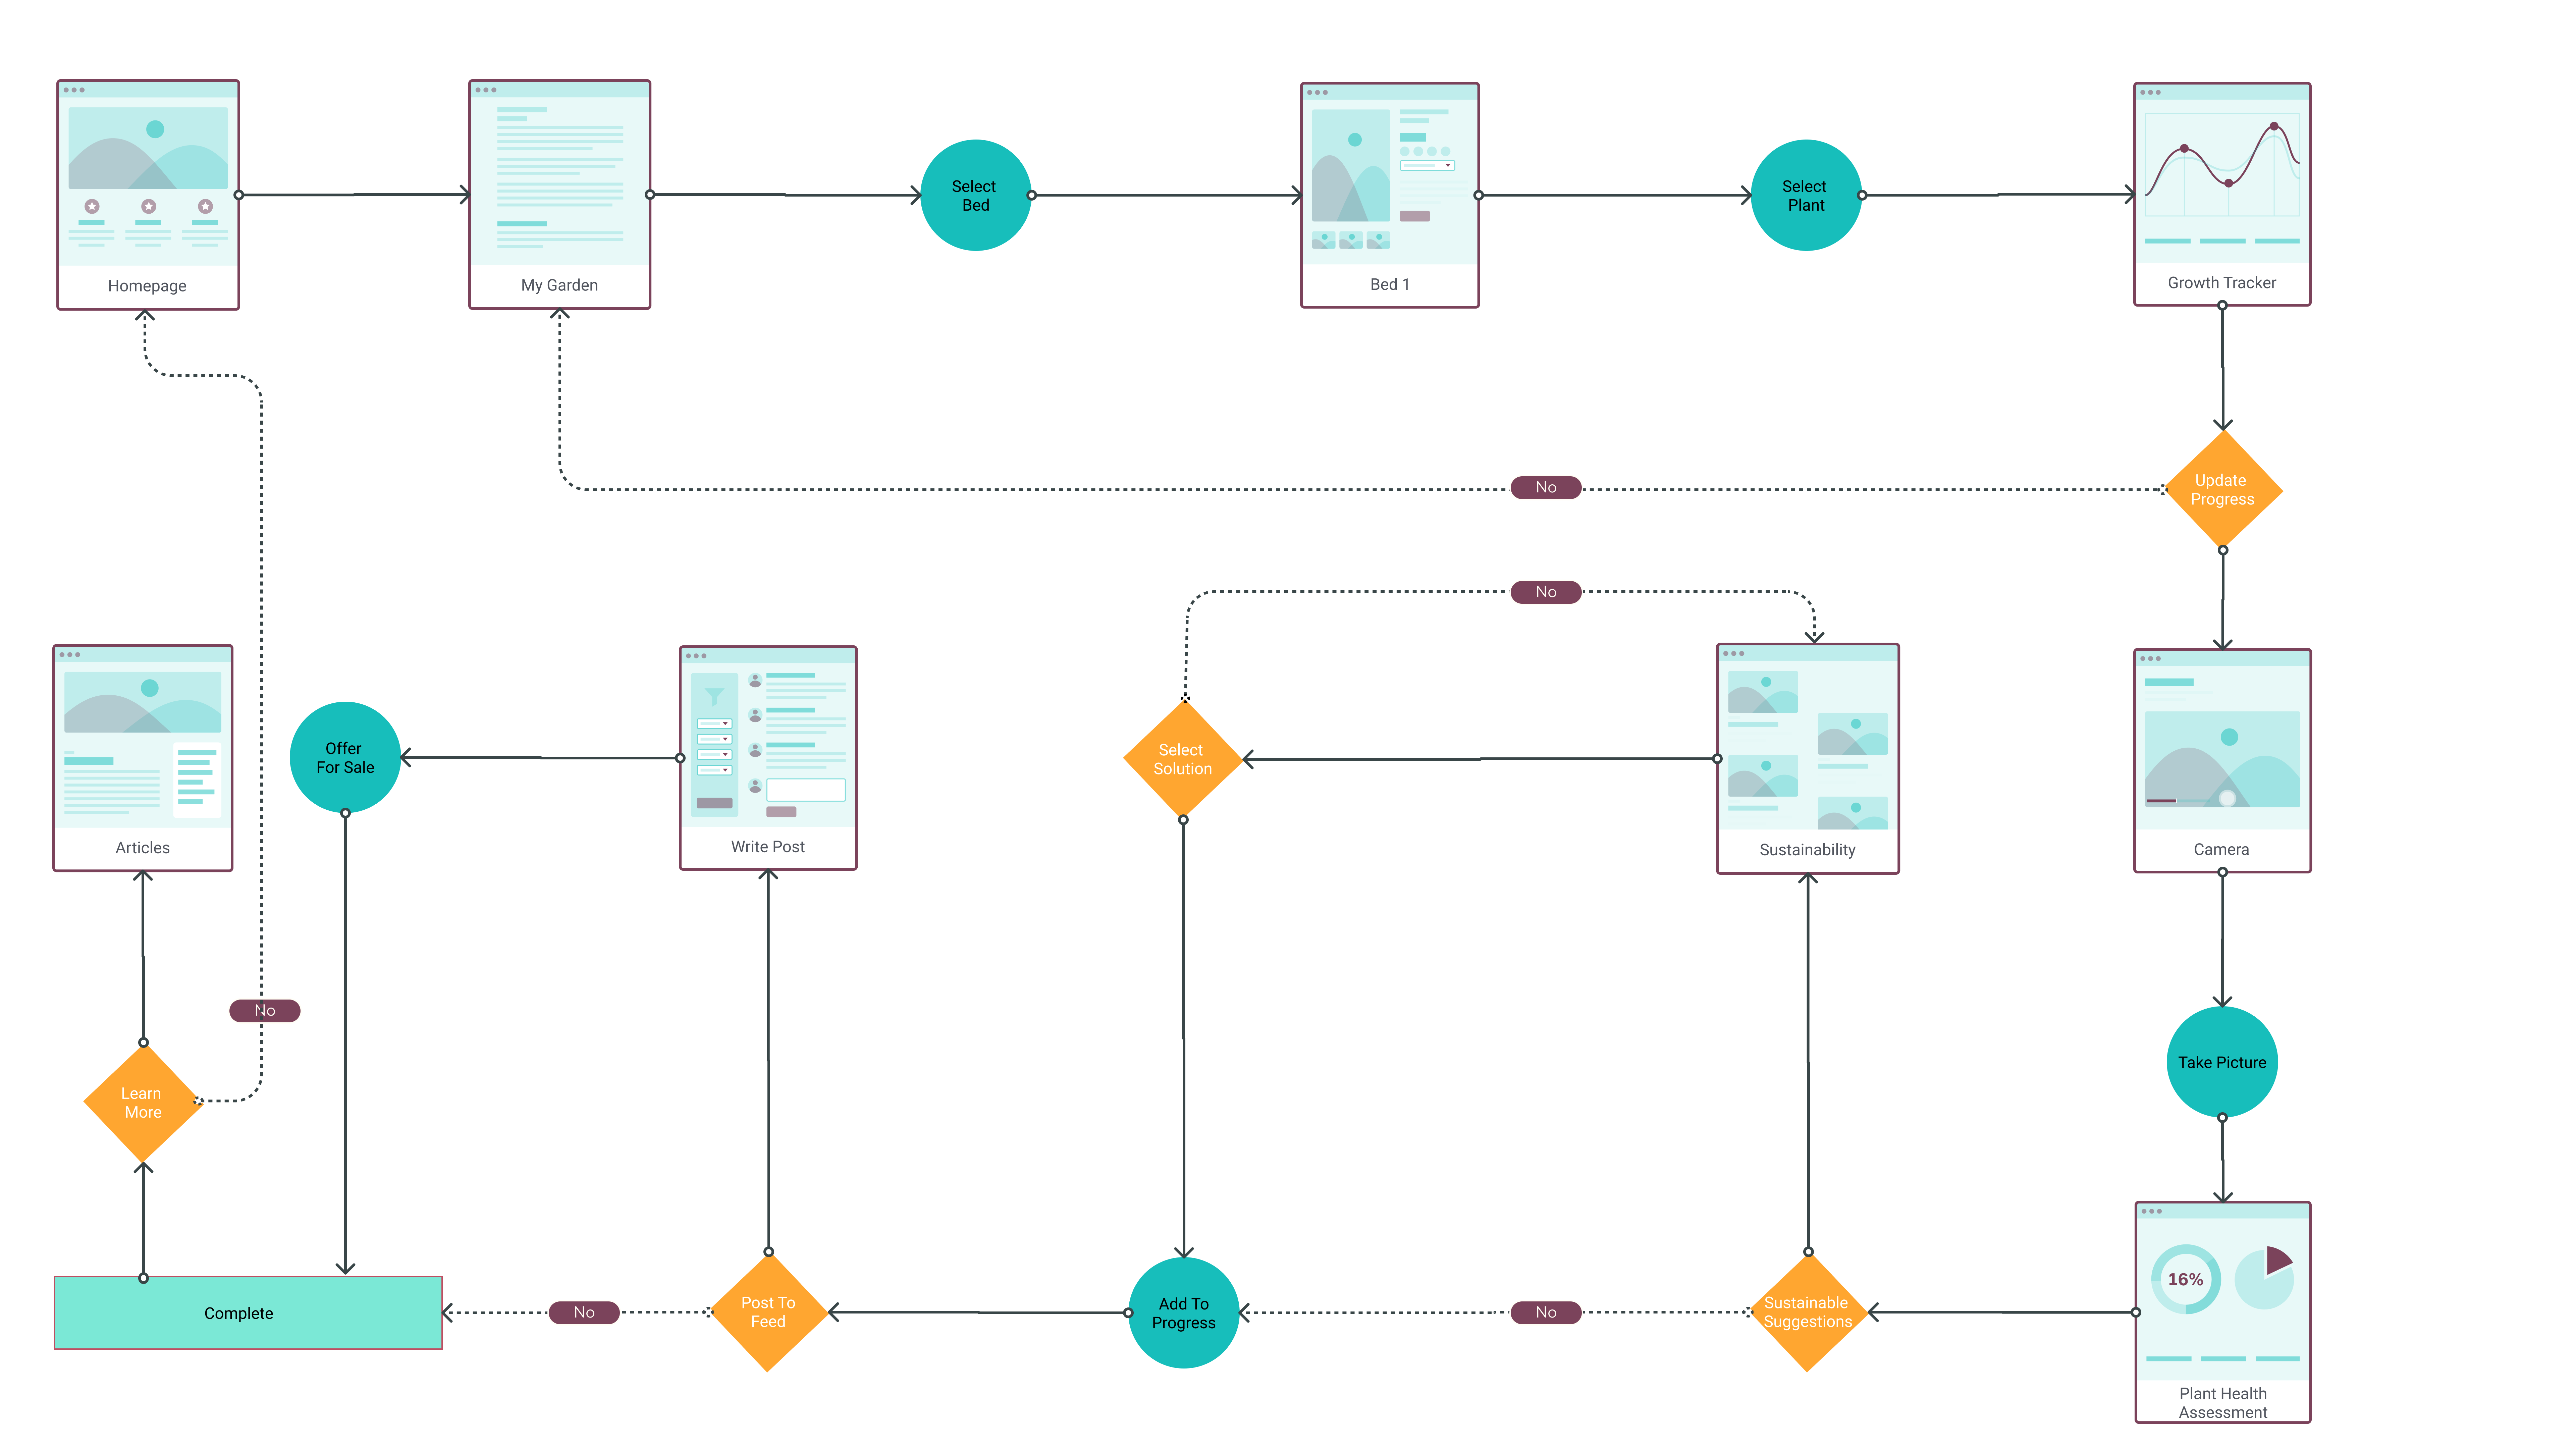 Homepage
My Garden
Select
Bed
Bed 1
Select
Plant
Growth Tracker
No
Update
Progress
No
Articles
Offer
For Sale
Write Post
Select
Solution
Sustainability
Camera
No
Learn
More
Take Picture
Complete
No
Post To
Feed
Add To
Progress
No
Sustainable
Suggestions
16%
Plant Health
Assessment